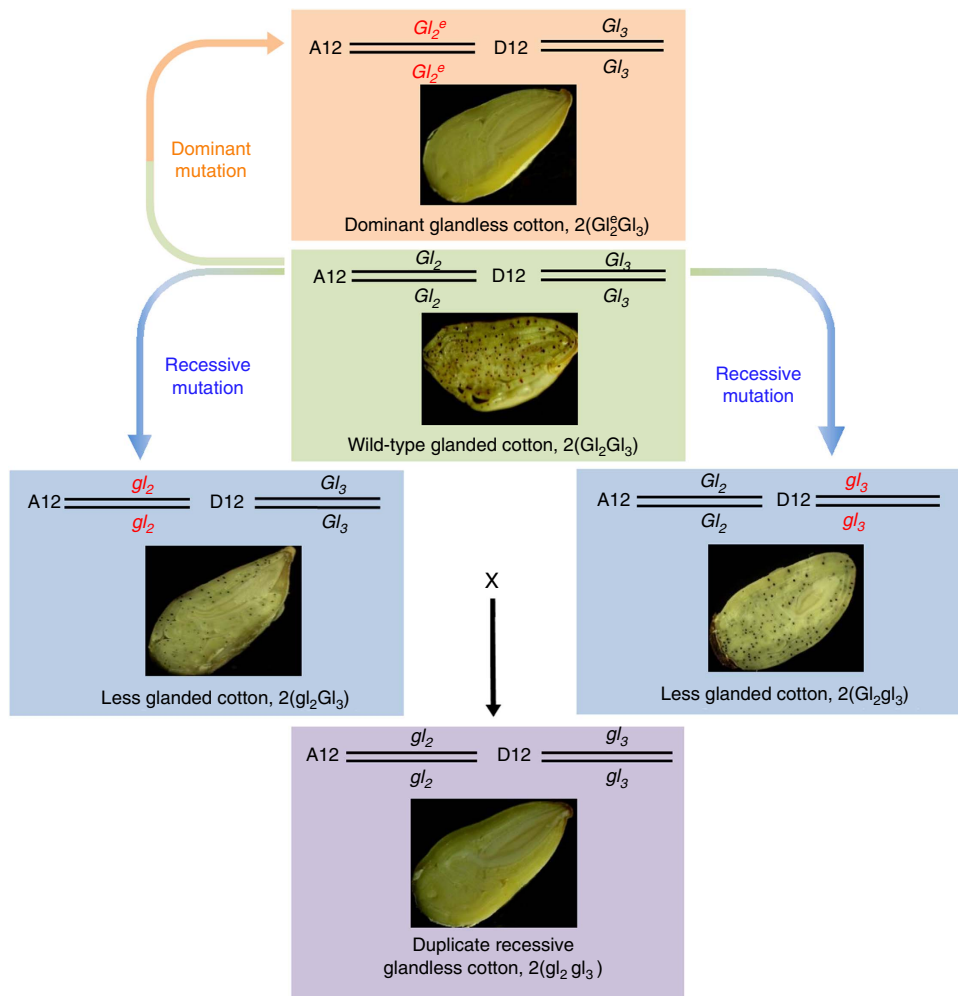 Gl₂ᵉ Gl₃
A12 D12
Gl₂ᵉ Gl₃
Dominant
mutation
Dominant glandless cotton, 2(Gl₂ᵉGl₃)
Gl₂ Gl₃
A12 D12
Gl₂ Gl₃
Recessive
mutation
Recessive
mutation
Wild-type glanded cotton, 2(Gl₂Gl₃)
gl₂ Gl₃
A12 D12
gl₂ Gl₃
Less glanded cotton, 2(gl₂Gl₃)
Gl₂ gl₃
A12 D12
Gl₂ gl₃
Less glanded cotton, 2(Gl₂gl₃)
X
gl₂ gl₃
A12 D12
gl₂ gl₃
Duplicate recessive
glandless cotton, 2(gl₂ gl₃)